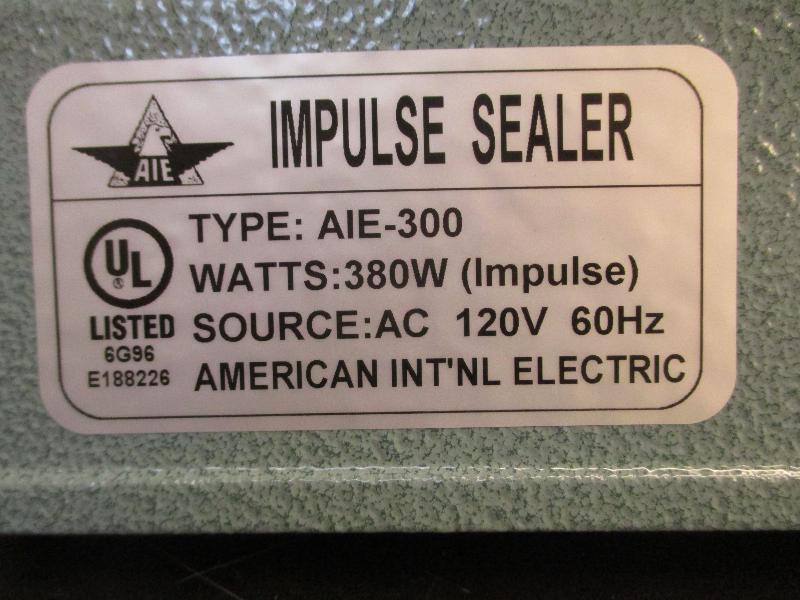 AIE
IMPULSE SEALER
UL
®
LISTED
6G96
E188226
TYPE: AIE-300
WATTS:380W (Impulse)
SOURCE:AC 120V 60Hz
AMERICAN INT'NL ELECTRIC